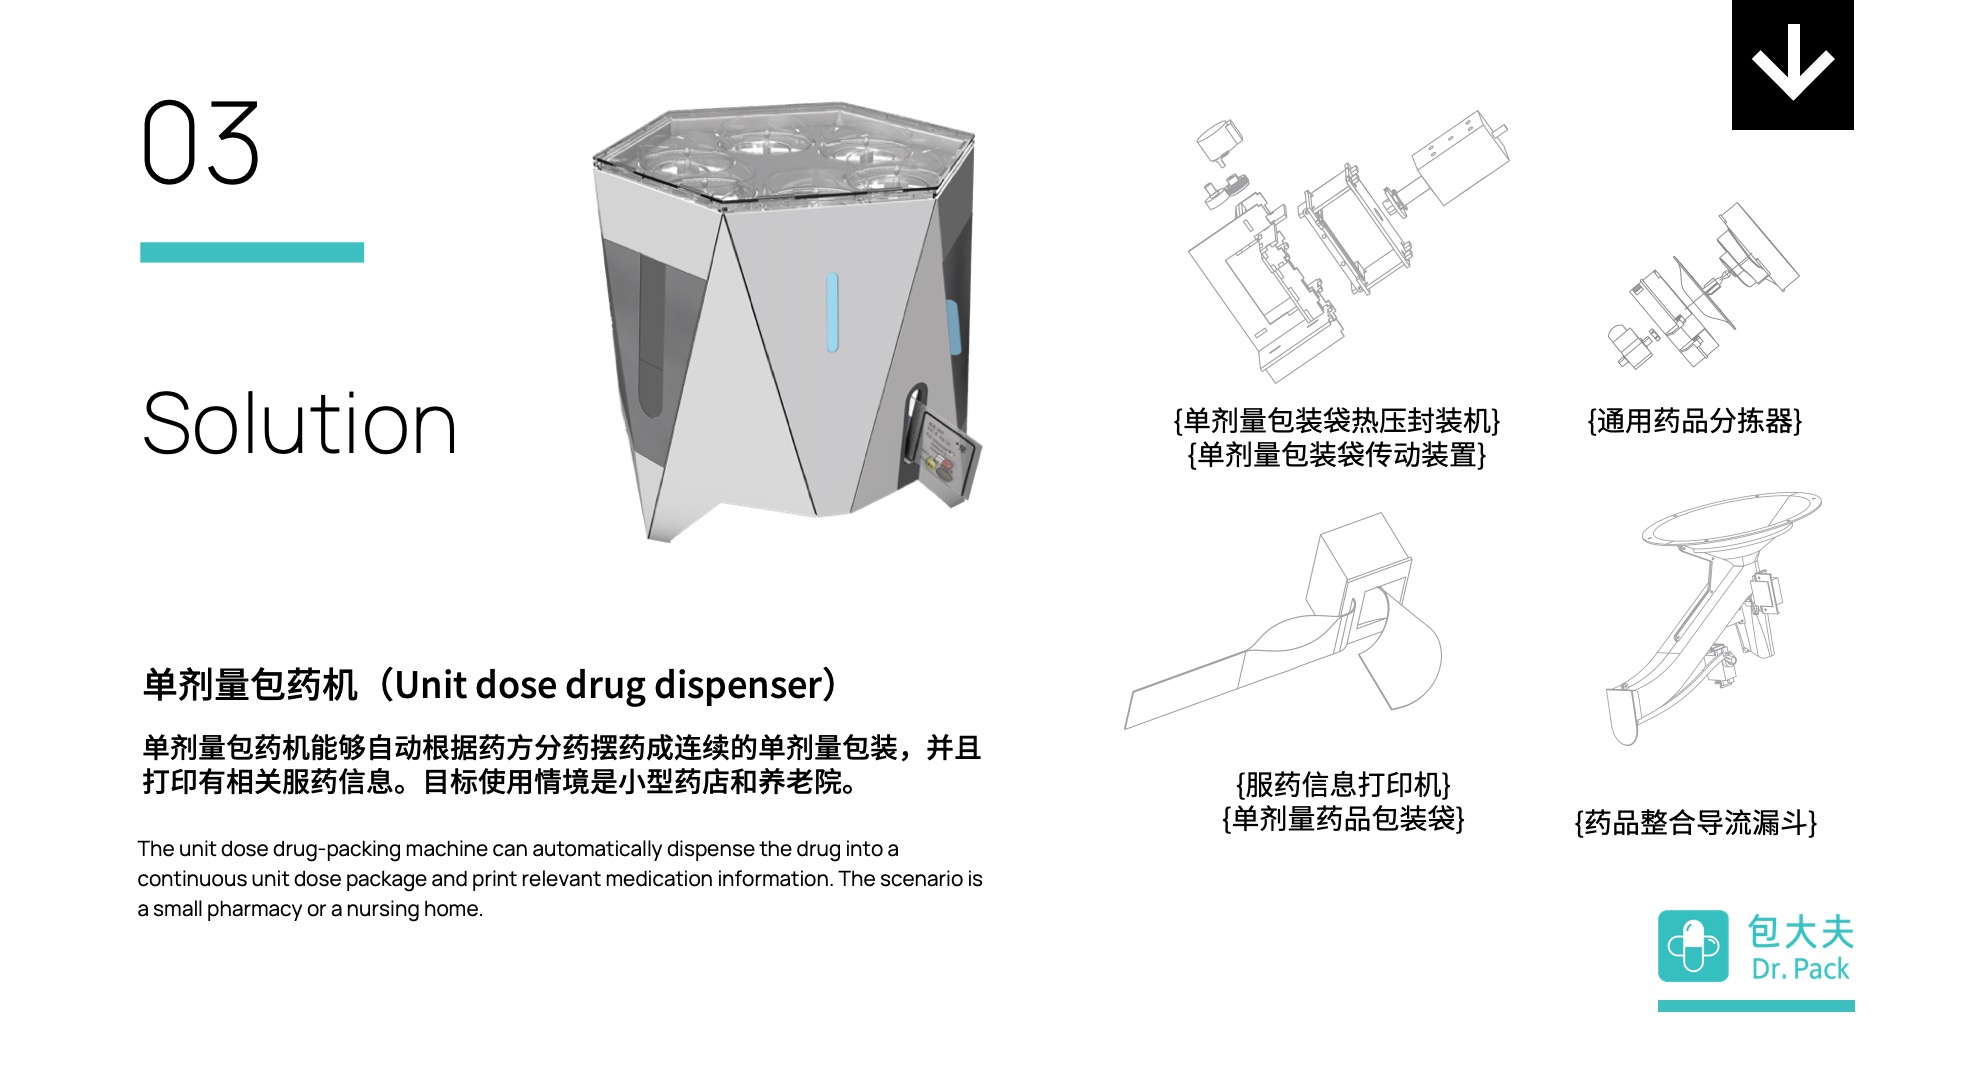 03
Solution
单剂量包药机（Unit dose drug dispenser）
单剂量包药机能够自动根据药方分药摆药成连续的单剂量包装，并且
打印有相关服药信息。目标使用情境是小型药店和养老院。
The unit dose drug-packing machine can automatically dispense the drug into a
continuous unit dose package and print relevant medication information. The scenario is
a small pharmacy or a nursing home.
{单剂量包装袋热压封装机}
{单剂量包装袋传动装置}
{通用药品分拣器}
{服药信息打印机}
{单剂量药品包装袋}
{药品整合导流漏斗}
包大夫
Dr. Pack